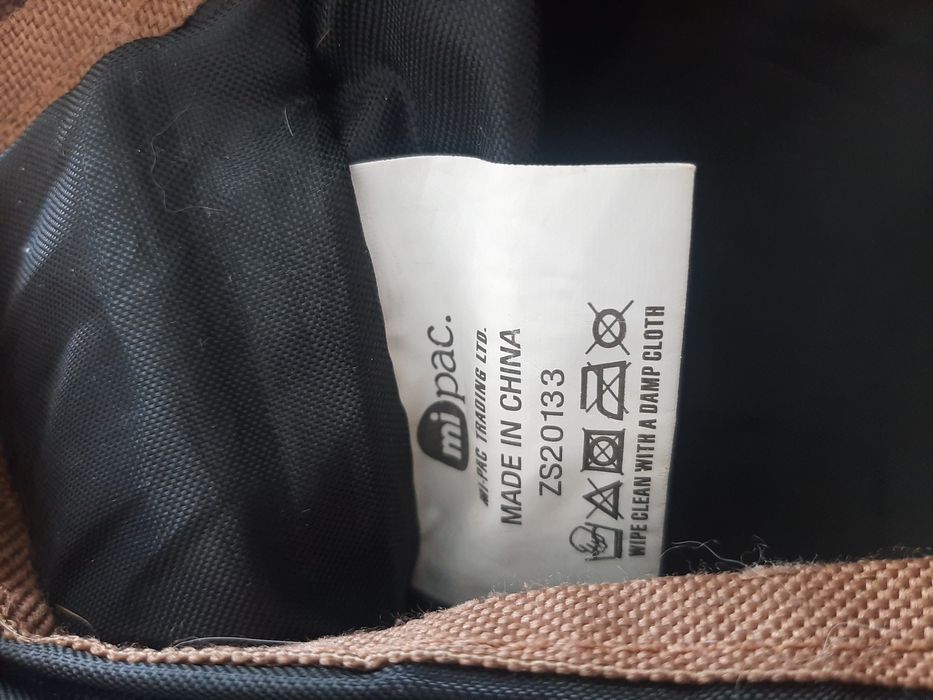 mi pac.
MI-PAC TRADING LTD.
MADE IN CHINA
ZS20133
WIPE CLEAN WITH A DAMP CLOTH